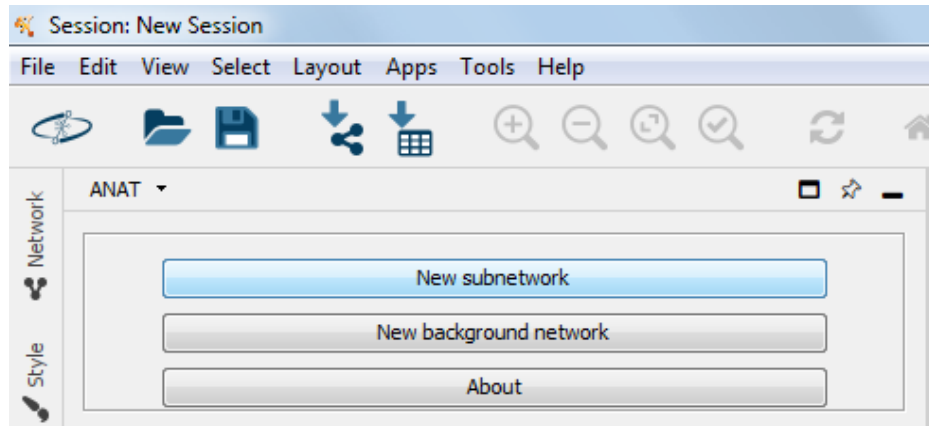 Session: New Session
File Edit View Select Layout Apps Tools Help
ANAT
Network
Style
New subnetwork
New background network
About